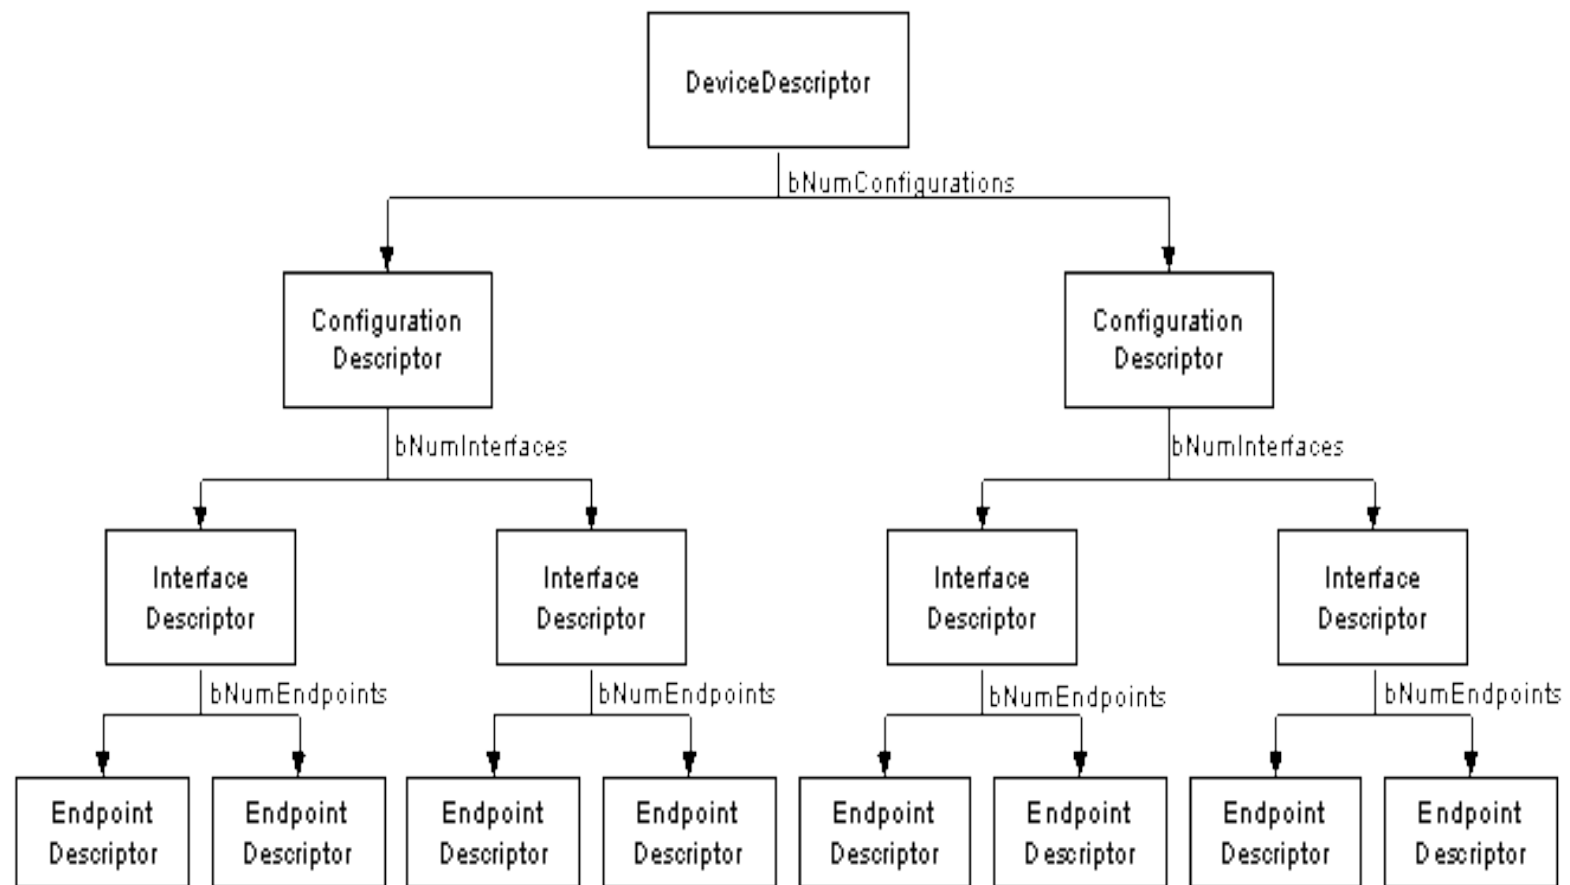 DeviceDescriptor
bNumConfigurations
Configuration
Descriptor
Configuration
Descriptor
bNumInterfaces
bNumInterfaces
Interface
Descriptor
Interface
Descriptor
Interface
Descriptor
Interface
Descriptor
bNumEndpoints
bNumEndpoints
bNumEndpoints
bNumEndpoints
Endpoint
Descriptor
Endpoint
Descriptor
Endpoint
Descriptor
Endpoint
Descriptor
Endpoint
Descriptor
Endpoint
Descriptor
Endpoint
Descriptor
Endpoint
Descriptor